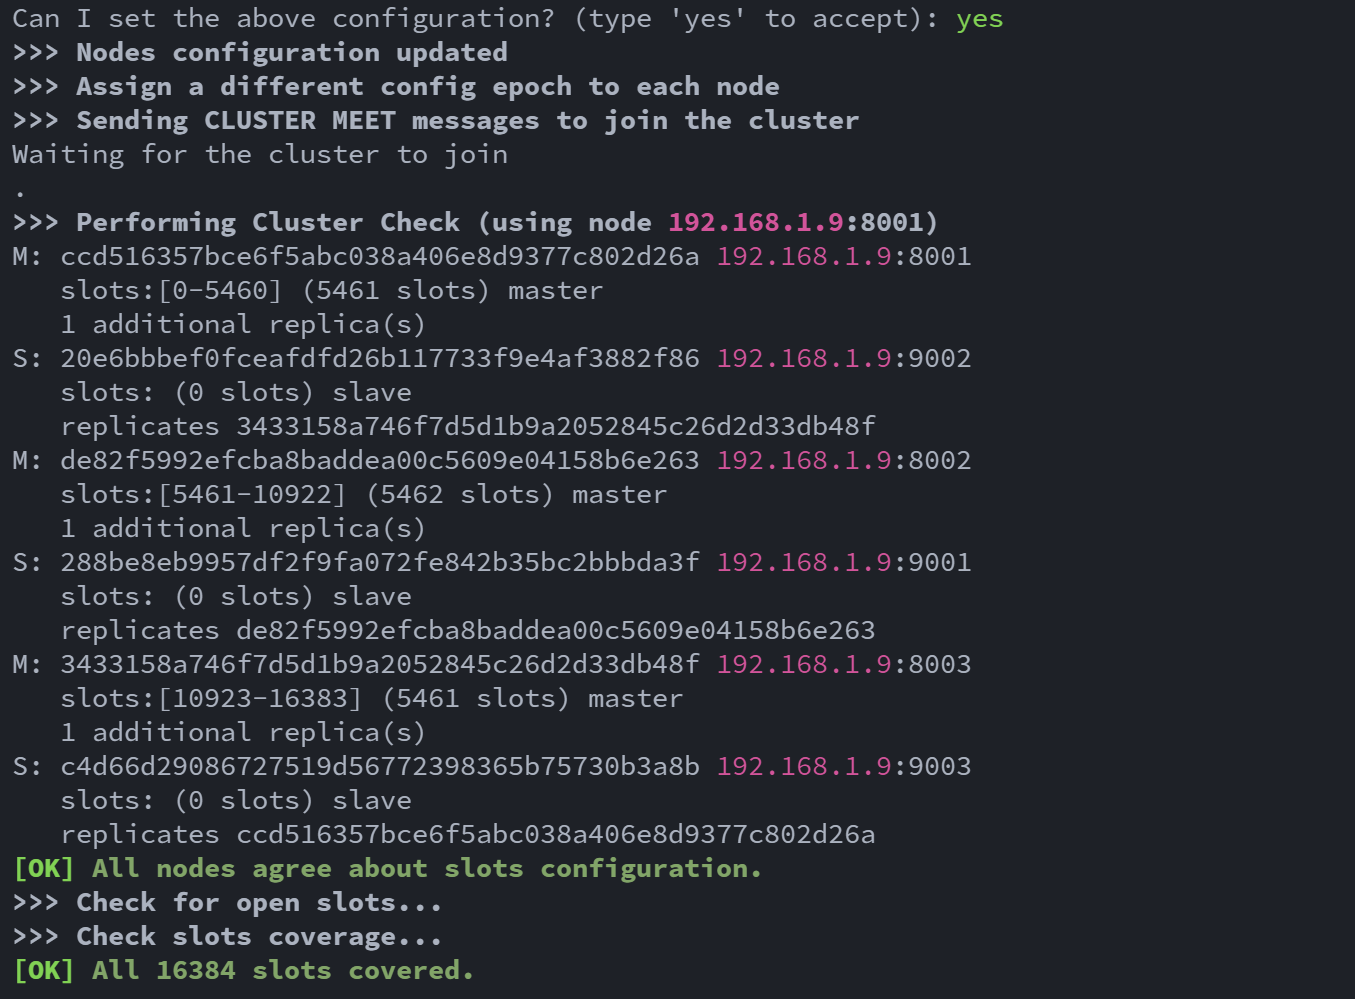 Can I set the above configuration? (type 'yes' to accept): yes
>>> Nodes configuration updated
>>> Assign a different config epoch to each node
>>> Sending CLUSTER MEET messages to join the cluster
Waiting for the cluster to join
.
>>> Performing Cluster Check (using node 192.168.1.9:8001)
M: ccd516357bce6f5abc038a406e8d9377c802d26a 192.168.1.9:8001
   slots:[0-5460] (5461 slots) master
   1 additional replica(s)
S: 20e6bbbef0fceafdfd26b117733f9e4af3882f86 192.168.1.9:9002
   slots: (0 slots) slave
   replicates 3433158a746f7d5d1b9a2052845c26d2d33db48f
M: de82f5992efcba8baddea00c5609e04158b6e263 192.168.1.9:8002
   slots:[5461-10922] (5462 slots) master
   1 additional replica(s)
S: 288be8eb9957df2f9fa072fe842b35bc2bbbda3f 192.168.1.9:9001
   slots: (0 slots) slave
   replicates de82f5992efcba8baddea00c5609e04158b6e263
M: 3433158a746f7d5d1b9a2052845c26d2d33db48f 192.168.1.9:8003
   slots:[10923-16383] (5461 slots) master
   1 additional replica(s)
S: c4d66d29086727519d56772398365b75730b3a8b 192.168.1.9:9003
   slots: (0 slots) slave
   replicates ccd516357bce6f5abc038a406e8d9377c802d26a
[OK] All nodes agree about slots configuration.
>>> Check for open slots...
>>> Check slots coverage...
[OK] All 16384 slots covered.